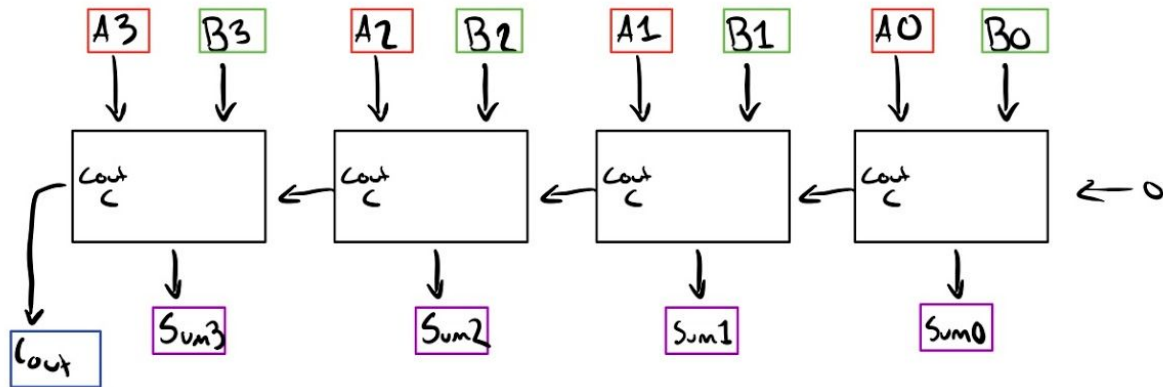 A3 B3 A2 B2 A1 B1 A0 B0
Cout Cout Cout Cout
C C C C 0
Sum3 Sum2 Sum1 Sum0
Cout